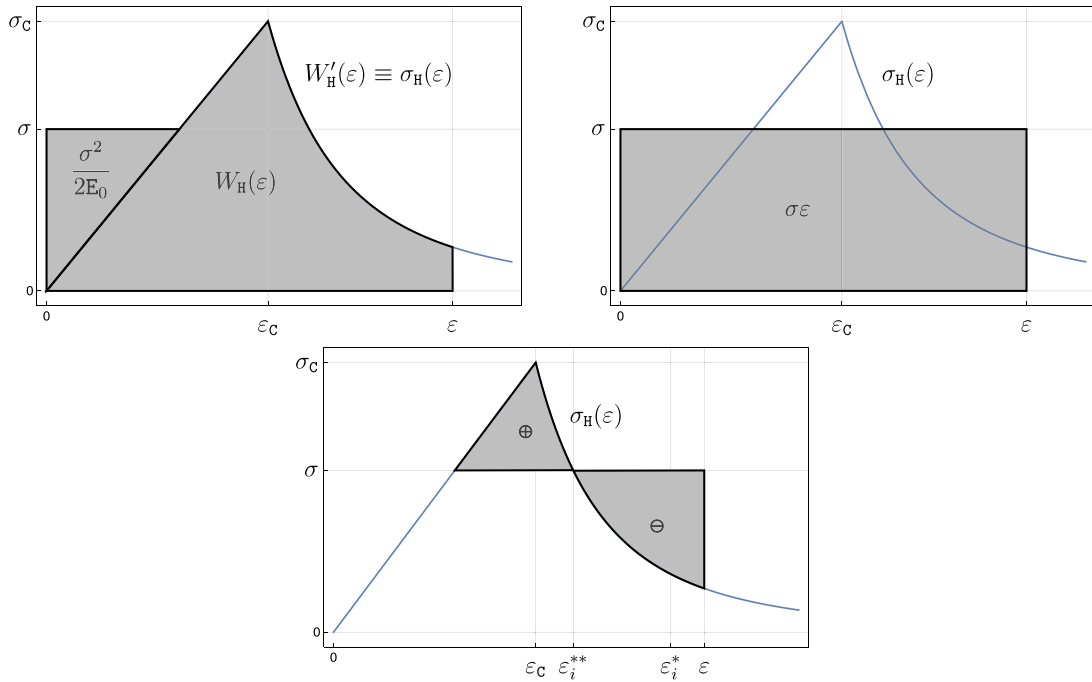 σ_C
W′_H(ε) ≡ σ_H(ε)
σ
σ²
2E₀
W_H(ε)
0
0 ε_C ε
σ_C
σ_H(ε)
σ
σε
0
0 ε_C ε
σ_C
σ_H(ε)
⊕
σ
⊖
0
0 ε_C ε_i^{**} ε_i^* ε